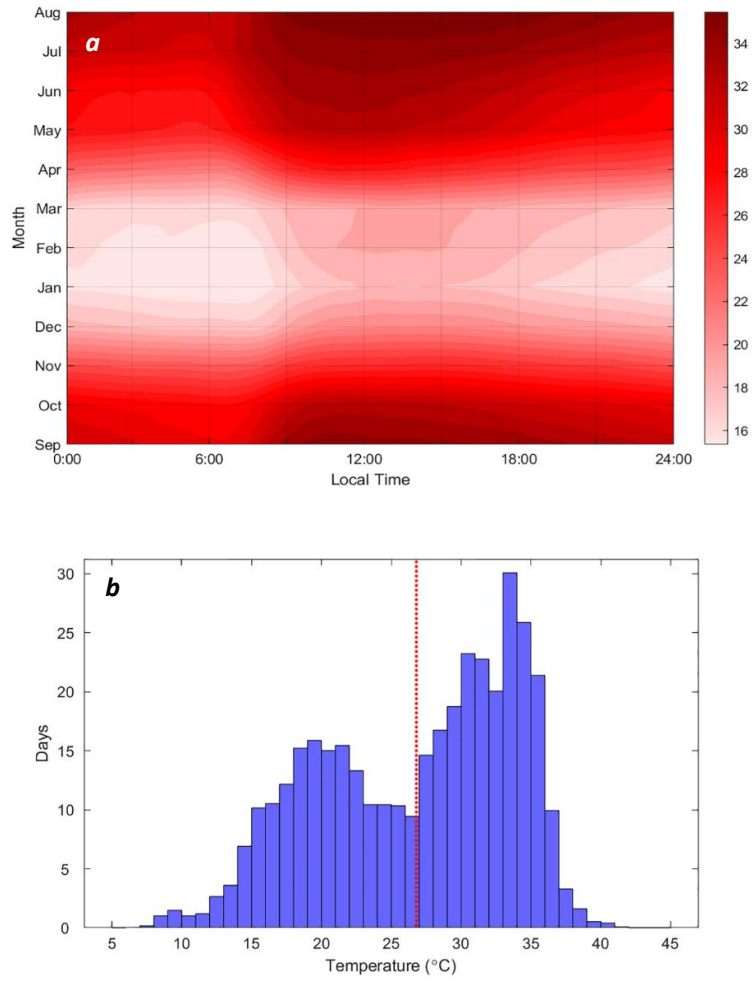 a
Aug
Jul
Jun
May
Apr
Mar
Feb
Jan
Dec
Nov
Oct
Sep
Month
0:00 6:00 12:00 18:00 24:00
Local Time
34
32
30
28
26
24
22
20
18
16
b
30
25
20
15
10
5
0
Days
5 10 15 20 25 30 35 40 45
Temperature (°C)